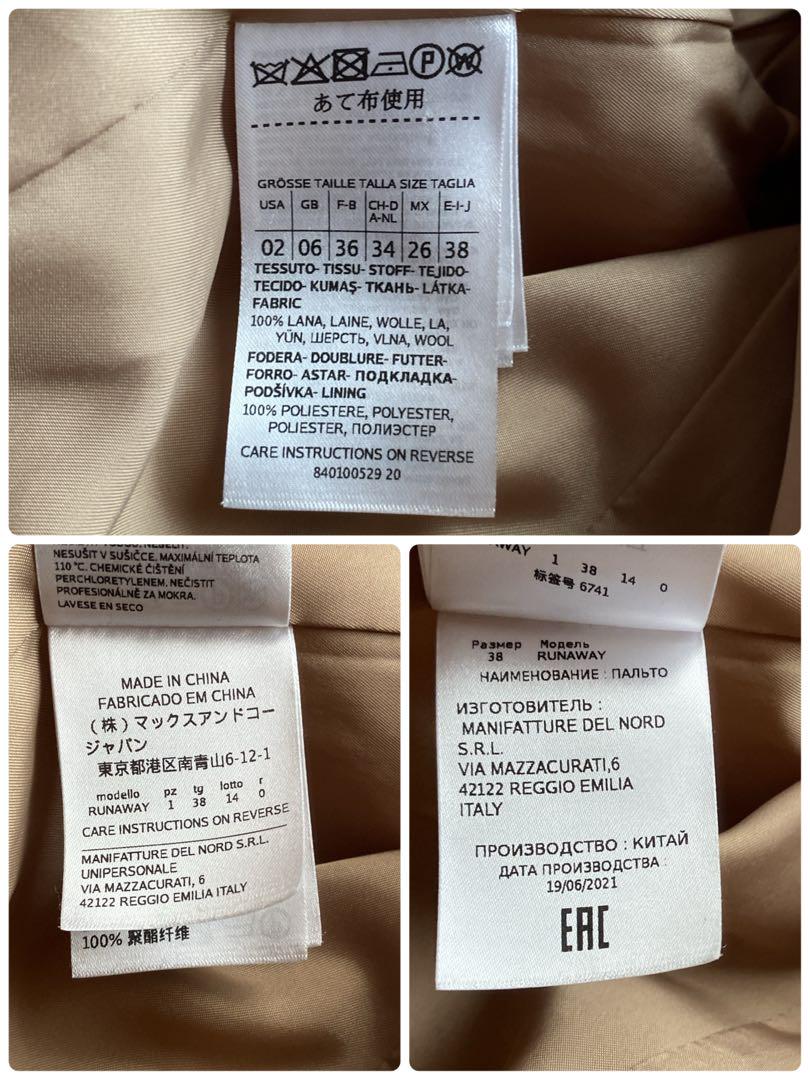 あて布使用
GRÖSSE TAILLE TALLA SIZE TAGLIA
USA GB F-B CH-D A-NL MX E-I-J
02 06 36 34 26 38
TESSUTO- TISSU- STOFF- TEJIDO-
TECIDO- KUMAŞ- ТКАНЬ- LÁTKA-
FABRIC
100% LANA, LAINE, WOLLE, LA,
YÜN, ШЕРСТЬ, VLNA, WOOL
FODERA- DOUBLURE- FUTTER-
FORRO- ASTAR- ПОДКЛАДКА-
PODŠÍVKA- LINING
100% POLIESTERE, POLYESTER,
POLIESTER, ПОЛИЭСТЕР
CARE INSTRUCTIONS ON REVERSE
840100529 20
NESUŠIT V SUŠIČCE. MAXIMÁLNÍ TEPLOTA
110 °C. CHEMICKÉ ČIŠTĚNÍ
PERCHLORETYLENEM. NEČISTIT
PROFESIONÁLNĚ ZA MOKRA.
LAVESE EN SECO
MADE IN CHINA
FABRICADO EM CHINA
(株)マックスアンドコー
ジャパン
東京都港区南青山6-12-1
modello pz tg lotto r
RUNAWAY 1 38 14 0
CARE INSTRUCTIONS ON REVERSE
MANIFATTURE DEL NORD S.R.L.
UNIPERSONALE
VIA MAZZACURATI, 6
42122 REGGIO EMILIA ITALY
100% 聚酯纤维
1 38 14 0
标签号 6741
Размер Модель
38 RUNAWAY
НАИМЕНОВАНИЕ : ПАЛЬТО
ИЗГОТОВИТЕЛЬ :
MANIFATTURE DEL NORD
S.R.L.
VIA MAZZACURATI,6
42122 REGGIO EMILIA
ITALY
ПРОИЗВОДСТВО : КИТАЙ
ДАТА ПРОИЗВОДСТВА :
19/06/2021
EAC